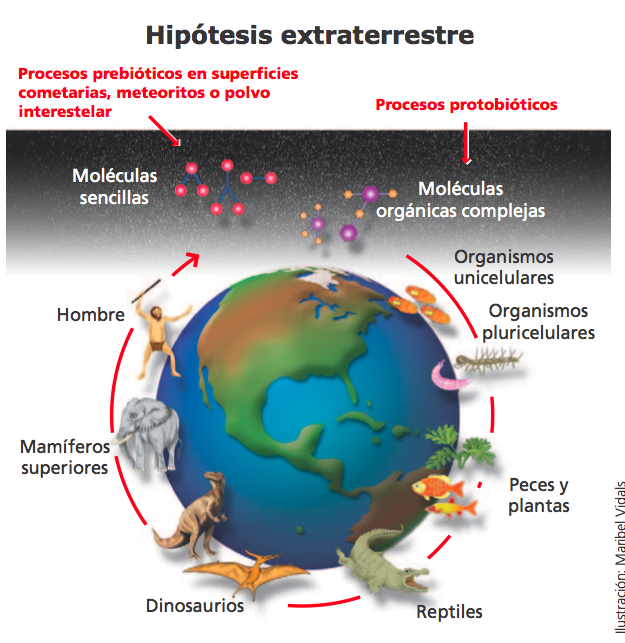 Hipótesis extraterrestre
Procesos prebióticos en superficies
cometarias, meteoritos o polvo
interestelar
Procesos protobióticos
Moléculas
sencillas
Moléculas
orgánicas complejas
Organismos
unicelulares
Organismos
pluricelulares
Peces y
plantas
Reptiles
Dinosaurios
Mamíferos
superiores
Hombre
Ilustración: Maribel Vidals